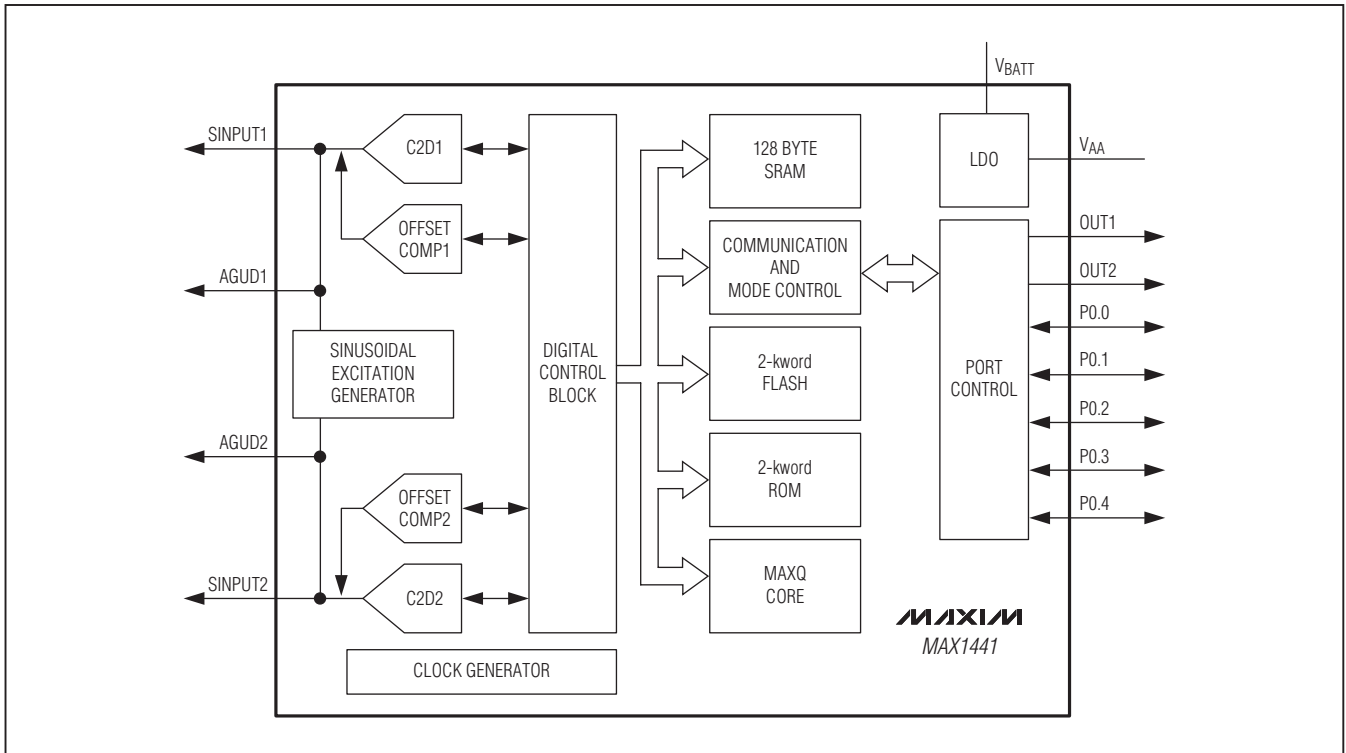 VBATT
SINPUT1
C2D1
128 BYTE
SRAM
LDO
VAA
OFFSET
COMP1
COMMUNICATION
AND
MODE CONTROL
OUT1
OUT2
AGUD1
P0.0
SINUSOIDAL
EXCITATION
GENERATOR
DIGITAL
CONTROL
BLOCK
2-kword
FLASH
PORT
CONTROL
P0.1
P0.2
AGUD2
P0.3
OFFSET
COMP2
2-kword
ROM
P0.4
SINPUT2
C2D2
MAXQ
CORE
MAXIM
MAX1441
CLOCK GENERATOR